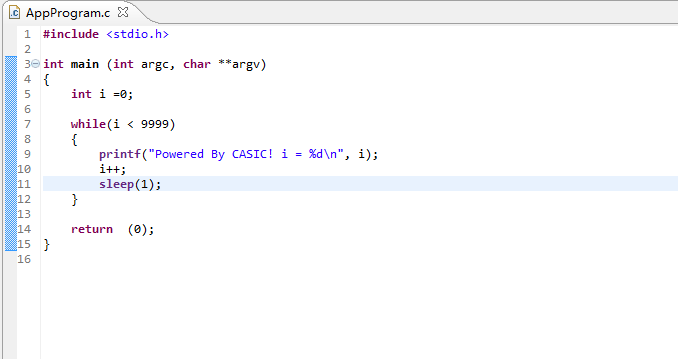 AppProgram.c
1 #include <stdio.h>
2
3 int main (int argc, char **argv)
4 {
5     int i =0;
6
7     while(i < 9999)
8     {
9         printf("Powered By CASIC! i = %d\n", i);
10         i++;
11         sleep(1);
12     }
13
14     return  (0);
15 }
16